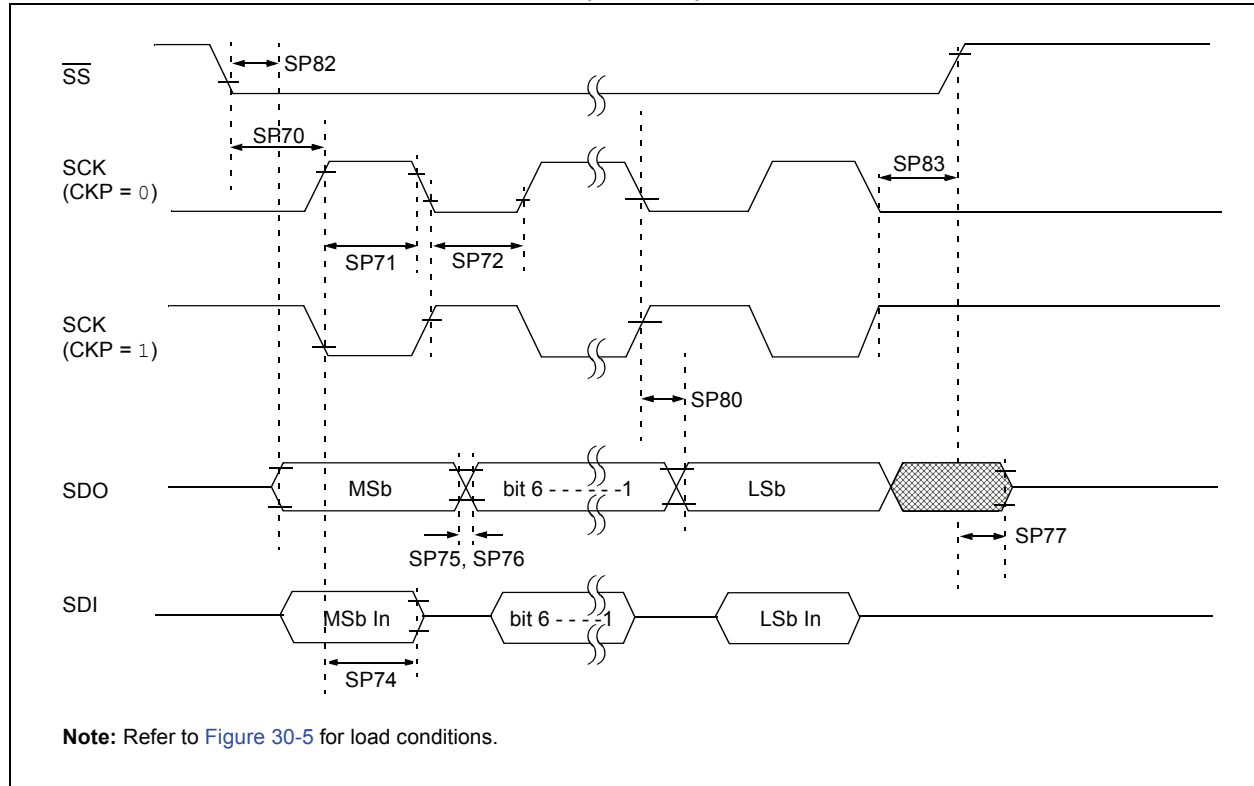 SS
SP82
SP70
SCK
(CKP = 0)
SP83
SP71
SP72
SCK
(CKP = 1)
SP80
SDO
MSb
bit 6 - - - - - -1
LSb
SP77
SP75, SP76
SDI
MSb In
bit 6 - - - -1
LSb In
SP74
Note: Refer to Figure 30-5 for load conditions.